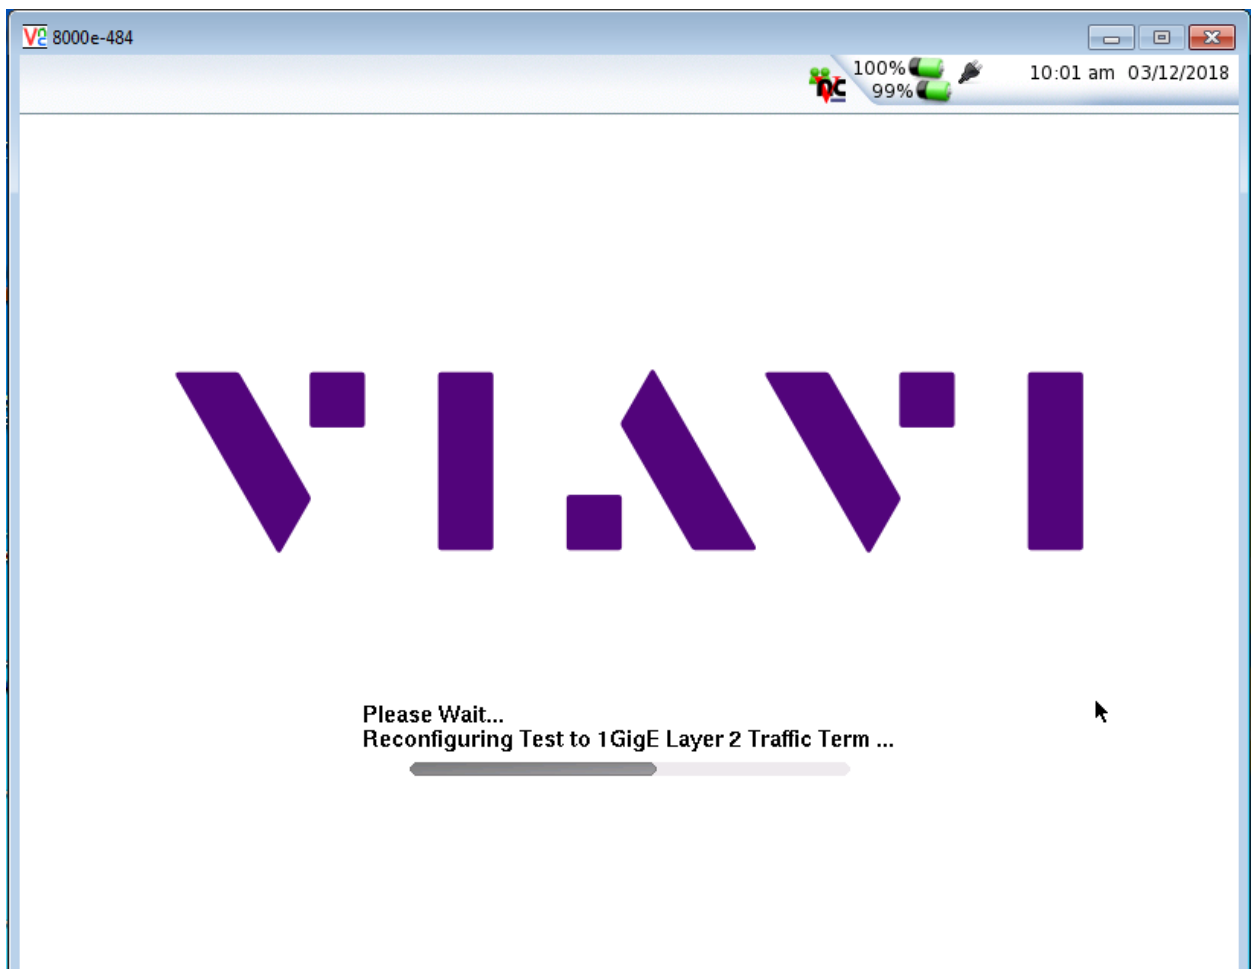 8000e-484
100%
99%
10:01 am 03/12/2018
VIAVI
Please Wait...
Reconfiguring Test to 1GigE Layer 2 Traffic Term ...